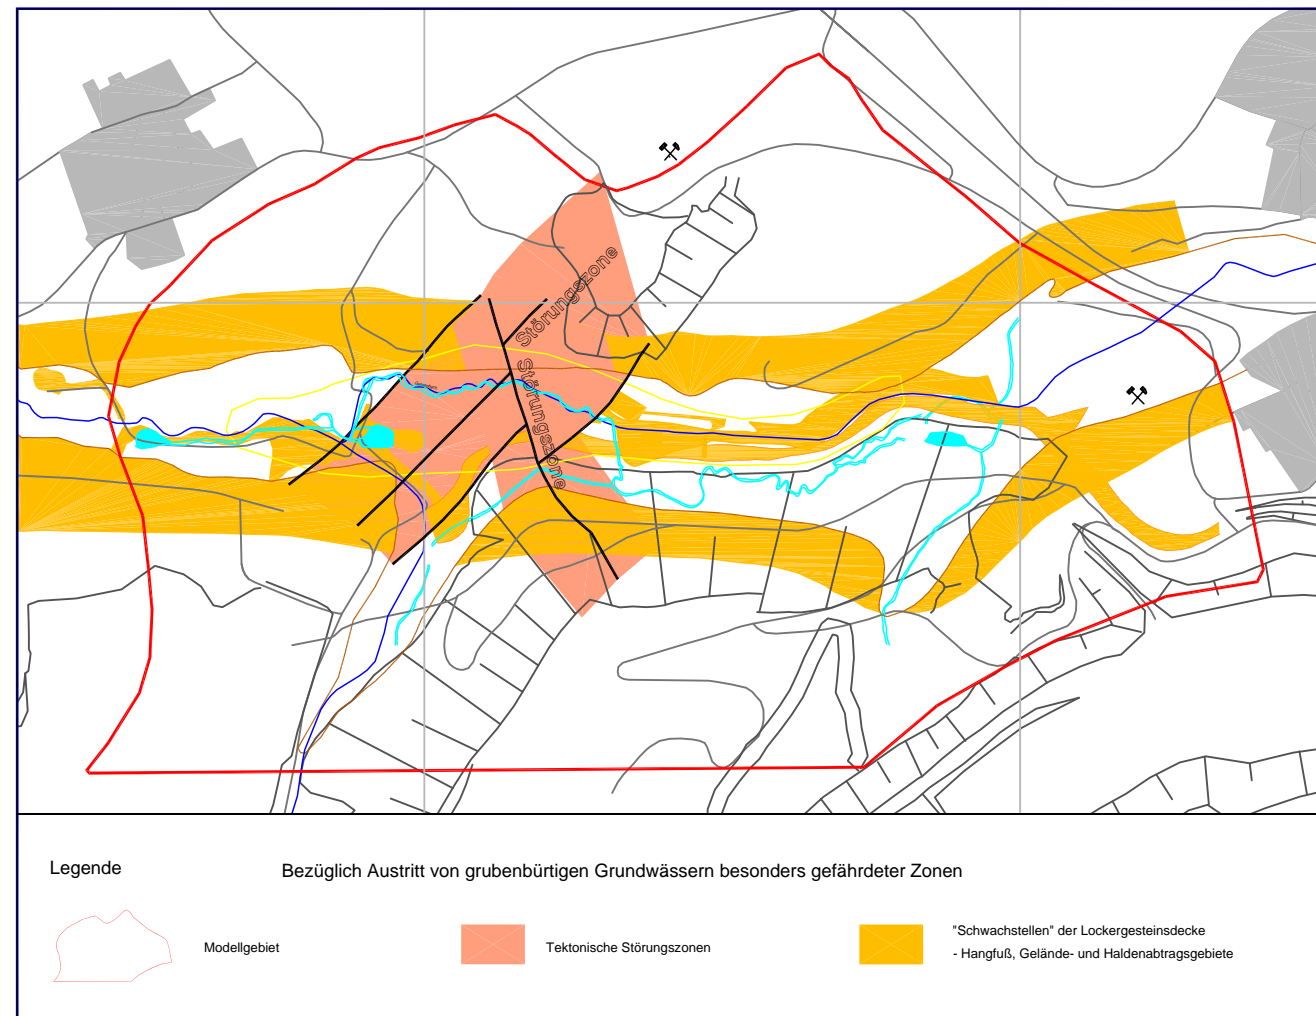 Störungszone
Störungszone
Legende
Bezüglich Austritt von grubenbürtigen Grundwässern besonders gefährdeter Zonen
Modellgebiet
Tektonische Störungszonen
"Schwachstellen" der Lockergesteinsdecke
- Hangfuß, Gelände- und Haldenabtragsgebiete